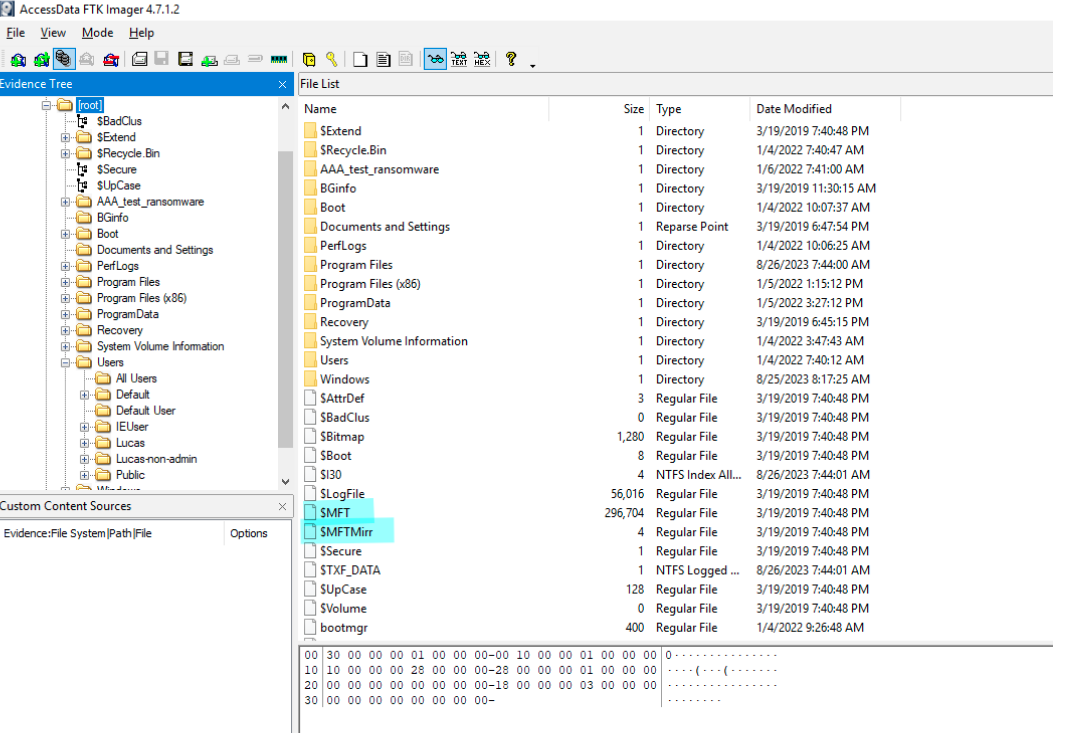 AccessData FTK Imager 4.7.1.2
File View Mode Help
Evidence Tree
[root]
$BadClus
$Extend
$Recycle.Bin
$Secure
$UpCase
AAA_test_ransomware
BGinfo
Boot
Documents and Settings
PerfLogs
Program Files
Program Files (x86)
ProgramData
Recovery
System Volume Information
Users
All Users
Default
Default User
IEUser
Lucas
Lucas-non-admin
Public
Windows
Custom Content Sources
Evidence:File System|Path|File Options
File List
Name Size Type Date Modified
$Extend 1 Directory 3/19/2019 7:40:48 PM
$Recycle.Bin 1 Directory 1/4/2022 7:40:47 AM
AAA_test_ransomware 1 Directory 1/6/2022 7:41:00 AM
BGinfo 1 Directory 3/19/2019 11:30:15 AM
Boot 1 Directory 1/4/2022 10:07:37 AM
Documents and Settings 1 Reparse Point 3/19/2019 6:47:54 PM
PerfLogs 1 Directory 1/4/2022 10:06:25 AM
Program Files 1 Directory 8/26/2023 7:44:00 AM
Program Files (x86) 1 Directory 1/5/2022 1:15:12 PM
ProgramData 1 Directory 1/5/2022 3:27:12 PM
Recovery 1 Directory 3/19/2019 6:45:15 PM
System Volume Information 1 Directory 1/4/2022 3:47:43 AM
Users 1 Directory 1/4/2022 7:40:12 AM
Windows 1 Directory 8/25/2023 8:17:25 AM
$AttrDef 3 Regular File 3/19/2019 7:40:48 PM
$BadClus 0 Regular File 3/19/2019 7:40:48 PM
$Bitmap 1,280 Regular File 3/19/2019 7:40:48 PM
$Boot 8 Regular File 3/19/2019 7:40:48 PM
$I30 4 NTFS Index All... 8/26/2023 7:44:01 AM
$LogFile 56,016 Regular File 3/19/2019 7:40:48 PM
$MFT 296,704 Regular File 3/19/2019 7:40:48 PM
$MFTMirr 4 Regular File 3/19/2019 7:40:48 PM
$Secure 1 Regular File 3/19/2019 7:40:48 PM
$TXF_DATA 1 NTFS Logged ... 8/26/2023 7:44:01 AM
$UpCase 128 Regular File 3/19/2019 7:40:48 PM
$Volume 0 Regular File 3/19/2019 7:40:48 PM
bootmgr 400 Regular File 1/4/2022 9:26:48 AM
00 30 00 00 00 01 00 00 00-00 10 00 00 01 00 00 00 0···············
10 10 00 00 00 28 00 00 00-28 00 00 00 01 00 00 00 ····(···(·······
20 00 00 00 00 00 00 00 00-18 00 00 00 03 00 00 00 ················
30 00 00 00 00 00 00 00 00- ········